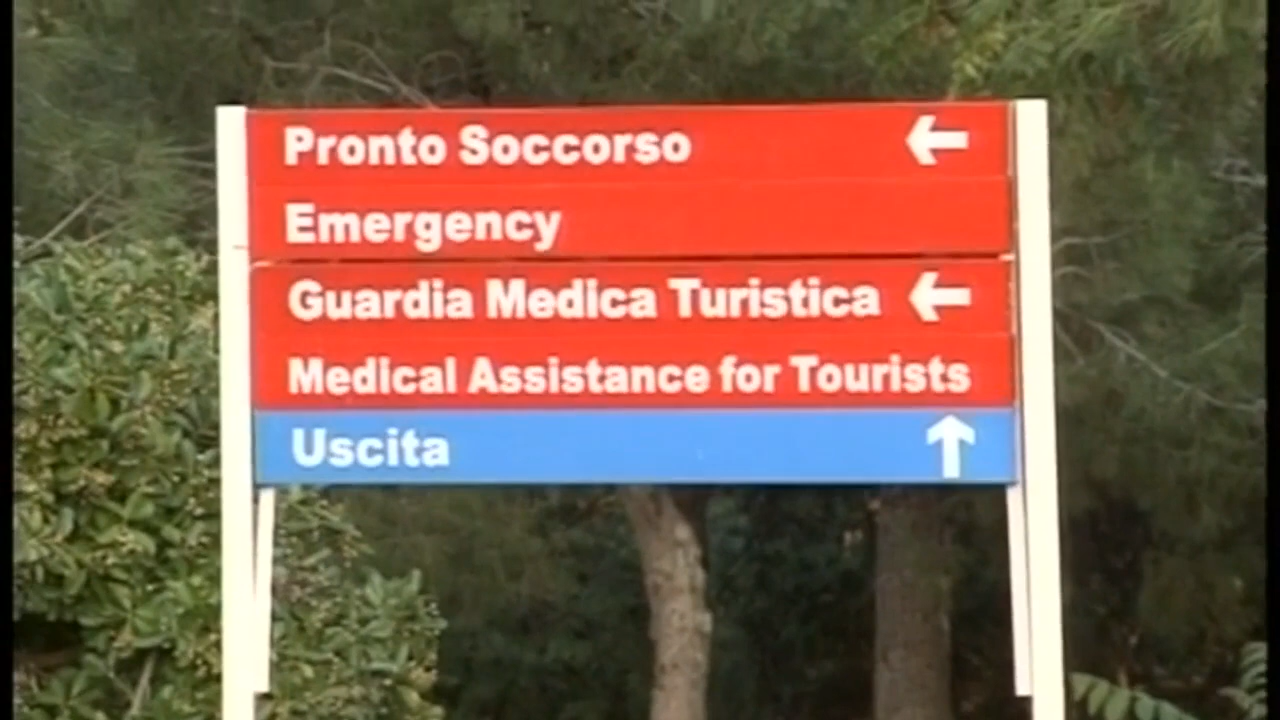 Pronto Soccorso
Emergency
Guardia Medica Turistica
Medical Assistance for Tourists
Uscita